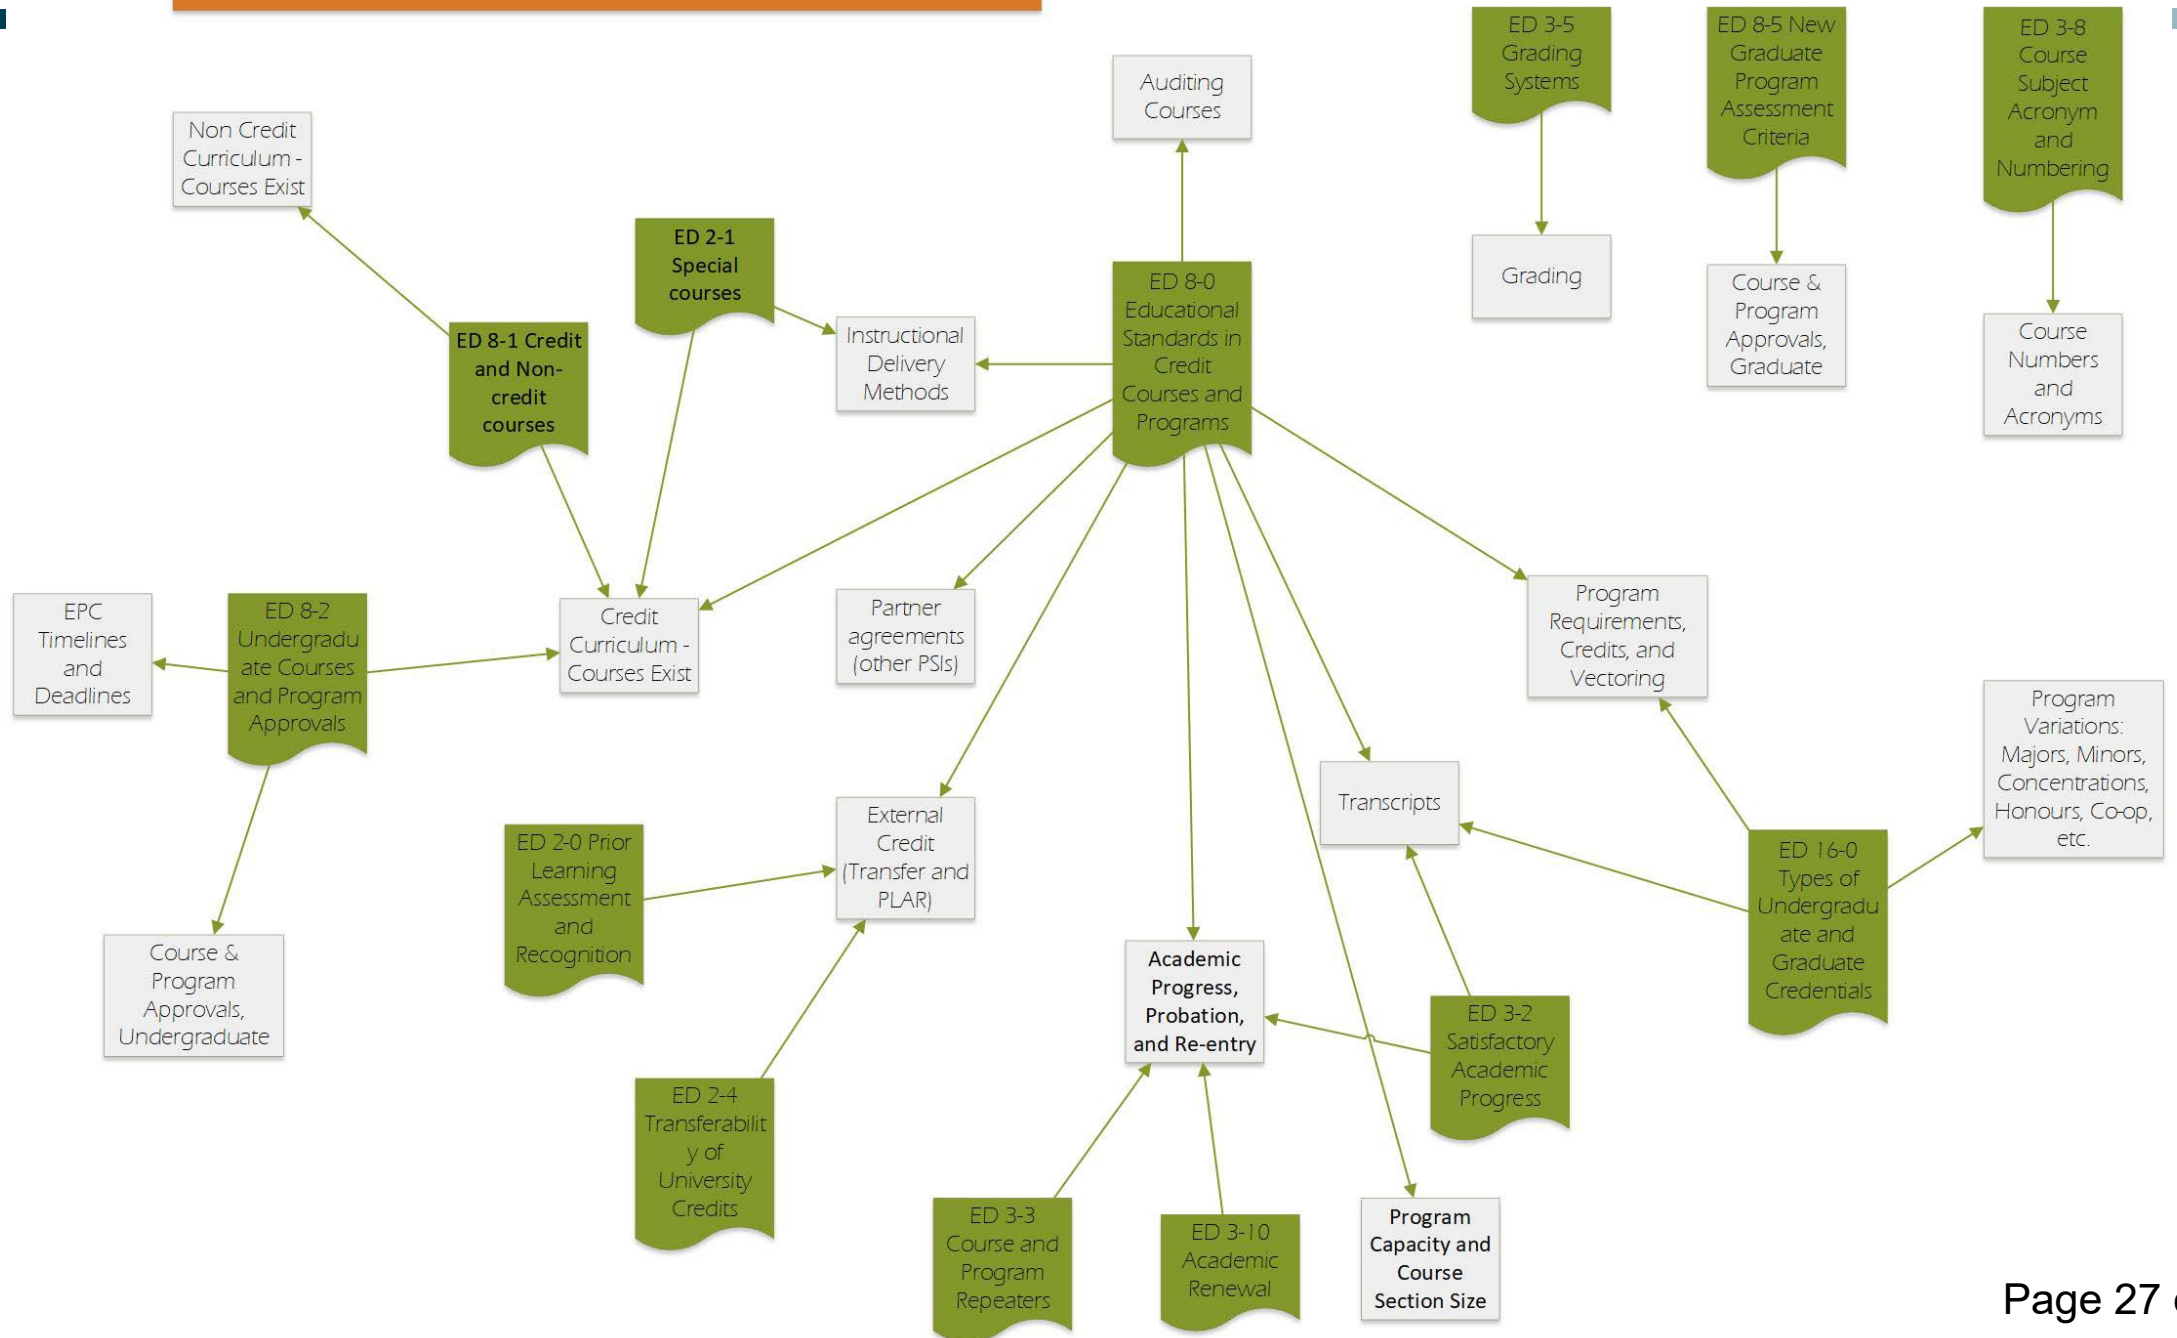 ED 3-5
Grading
Systems
ED 8-5 New
Graduate
Program
Assessment
Criteria
ED 3-8
Course
Subject
Acronym
and
Numbering
Auditing
Courses
Non Credit
Curriculum -
Courses Exist
ED 2-1
Special
courses
ED 8-0
Educational
Standards in
Credit
Courses and
Programs
Grading
Course &
Program
Approvals,
Graduate
Course
Numbers
and
Acronyms
ED 8-1 Credit
and Non-
credit
courses
Instructional
Delivery
Methods
EPC
Timelines
and
Deadlines
ED 8-2
Undergradu
ate Courses
and Program
Approvals
Credit
Curriculum -
Courses Exist
Partner
agreements
(other PSIs)
Program
Requirements,
Credits, and
Vectoring
Program
Variations:
Majors, Minors,
Concentrations,
Honours, Co-op,
etc.
Transcripts
External
Credit
(Transfer and
PLAR)
ED 2-0 Prior
Learning
Assessment
and
Recognition
ED 16-0
Types of
Undergradu
ate and
Graduate
Credentials
Course &
Program
Approvals,
Undergraduate
Academic
Progress,
Probation,
and Re-entry
ED 3-2
Satisfactory
Academic
Progress
ED 2-4
Transferabilit
y of
University
Credits
ED 3-3
Course and
Program
Repeaters
ED 3-10
Academic
Renewal
Program
Capacity and
Course
Section Size
Page 27